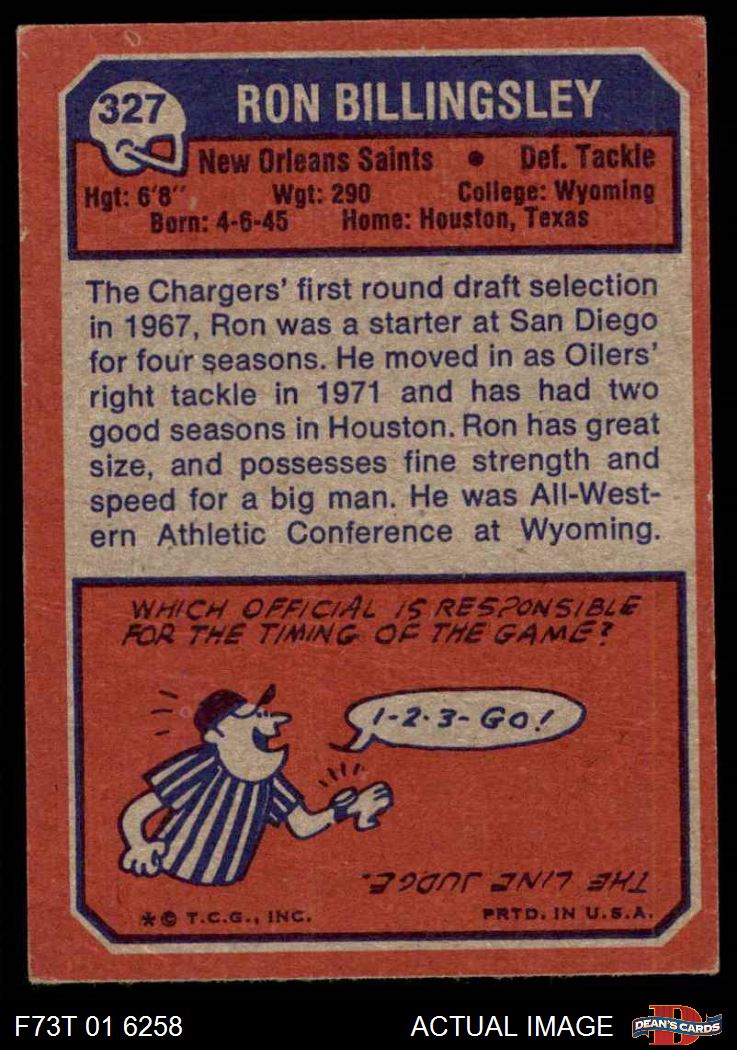 327
RON BILLINGSLEY
New Orleans Saints • Def. Tackle
Hgt: 6'8" Wgt: 290 College: Wyoming
Born: 4-6-45 Home: Houston, Texas
The Chargers' first round draft selection
in 1967, Ron was a starter at San Diego
for four seasons. He moved in as Oilers'
right tackle in 1971 and has had two
good seasons in Houston. Ron has great
size, and possesses fine strength and
speed for a big man. He was All-West-
ern Athletic Conference at Wyoming.
WHICH OFFICIAL IS RESPONSIBLE
FOR THE TIMING OF THE GAME?
1-2-3- GO!
THE LINE JUDGE.
*© T.C.G., INC. PRTD. IN U.S.A.
F73T 01 6258 ACTUAL IMAGE D DEAN'S CARDS